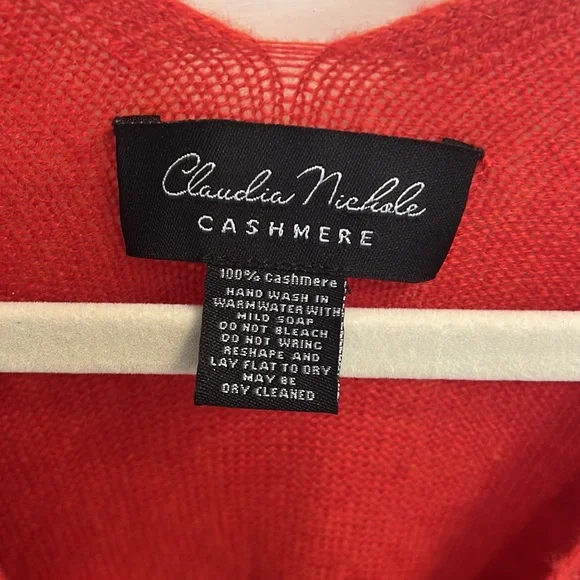 Claudia Nichole
CASHMERE
100% Cashmere
HAND WASH IN
WARM WATER WITH
MILD SOAP
DO NOT BLEACH
DO NOT WRING
RESHAPE AND
LAY FLAT TO DRY
MAY BE
DRY CLEANED